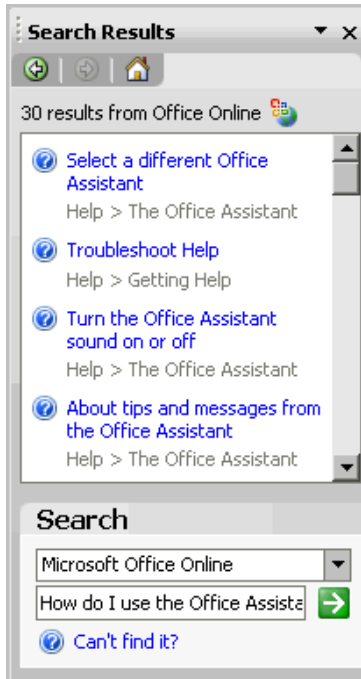 Search Results
30 results from Office Online
Select a different Office
Assistant
Help > The Office Assistant
Troubleshoot Help
Help > Getting Help
Turn the Office Assistant
sound on or off
Help > The Office Assistant
About tips and messages from
the Office Assistant
Help > The Office Assistant
Search
Microsoft Office Online
How do I use the Office Assista
Can't find it?